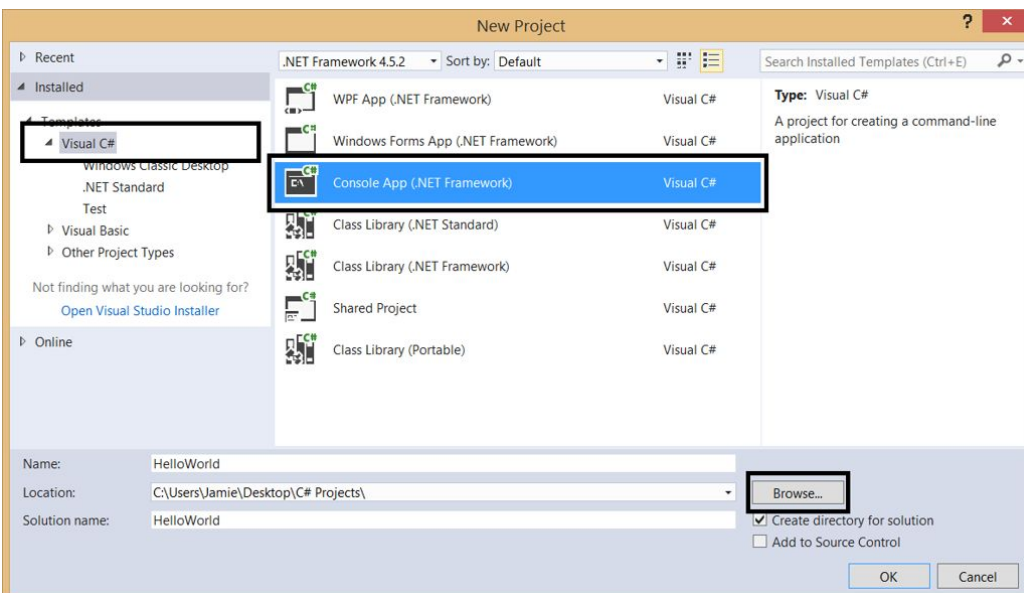 New Project
? ×
Recent
.NET Framework 4.5.2 Sort by: Default
Search Installed Templates (Ctrl+E)
Installed
Templates
Visual C#
Windows Classic Desktop
.NET Standard
Test
Visual Basic
Other Project Types
Not finding what you are looking for?
Open Visual Studio Installer
Online
WPF App (.NET Framework) Visual C#
Windows Forms App (.NET Framework) Visual C#
Console App (.NET Framework) Visual C#
Class Library (.NET Standard) Visual C#
Class Library (.NET Framework) Visual C#
Shared Project Visual C#
Class Library (Portable) Visual C#
Type: Visual C#
A project for creating a command-line
application
Name: HelloWorld
Location: C:\Users\Jamie\Desktop\C# Projects\
Browse...
Solution name: HelloWorld
Create directory for solution
Add to Source Control
OK Cancel